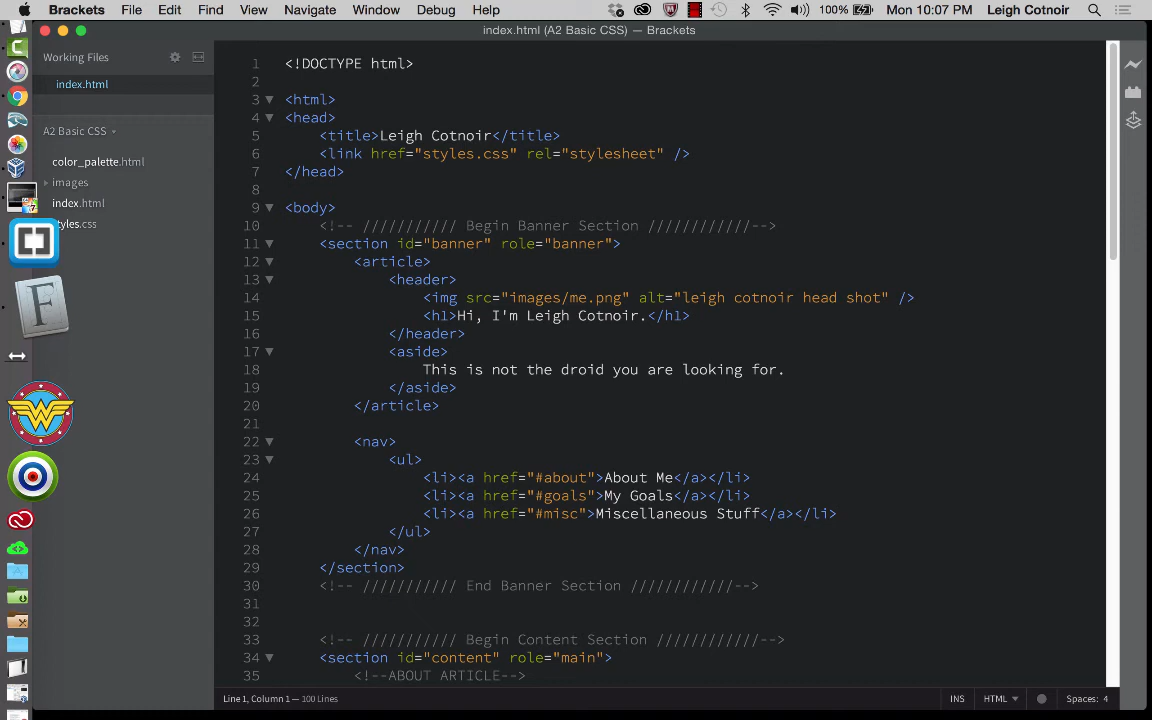 Brackets File Edit Find View Navigate Window Debug Help 100% Mon 10:07 PM Leigh Cotnoir
index.html (A2 Basic CSS) — Brackets
Working Files
index.html
A2 Basic CSS
color_palette.html
images
index.html
tyles.css
1 <!DOCTYPE html>
2
3 <html>
4 <head>
5 <title>Leigh Cotnoir</title>
6 <link href="styles.css" rel="stylesheet" />
7 </head>
8
9 <body>
10 <!-- /////////// Begin Banner Section ////////////-->
11 <section id="banner" role="banner">
12 <article>
13 <header>
14 <img src="images/me.png" alt="leigh cotnoir head shot" />
15 <h1>Hi, I'm Leigh Cotnoir.</h1>
16 </header>
17 <aside>
18 This is not the droid you are looking for.
19 </aside>
20 </article>
21
22 <nav>
23 <ul>
24 <li><a href="#about">About Me</a></li>
25 <li><a href="#goals">My Goals</a></li>
26 <li><a href="#misc">Miscellaneous Stuff</a></li>
27 </ul>
28 </nav>
29 </section>
30 <!-- /////////// End Banner Section ////////////-->
31
32
33 <!-- /////////// Begin Content Section ////////////-->
34 <section id="content" role="main">
35 <!--ABOUT ARTICLE-->
Line 1, Column 1 — 100 Lines INS HTML Spaces: 4